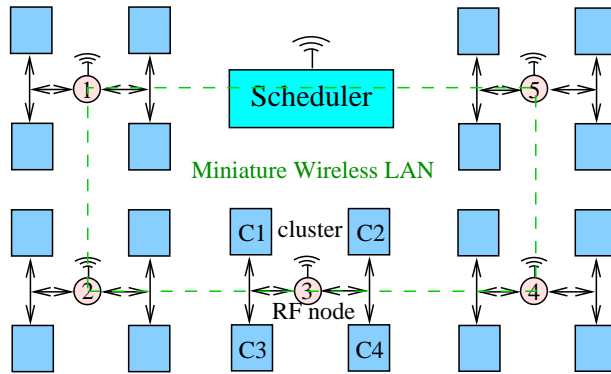 1
Scheduler
5
Miniature Wireless LAN
C1 cluster C2
2
3
4
RF node
C3
C4